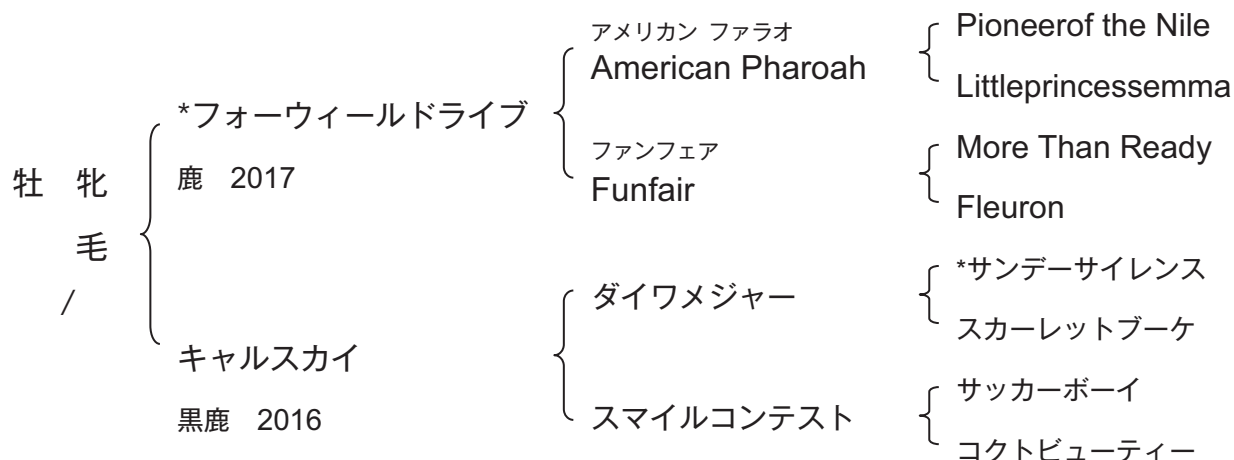 牡 牝
毛
/
*フォーウィールドライブ
鹿 2017
キャルスカイ
黒鹿 2016
アメリカン ファラオ
American Pharoah
ファンフェア
Funfair
ダイワメジャー
スマイルコンテスト
Pioneerof the Nile
Littleprincessemma
More Than Ready
Fleuron
*サンデーサイレンス
スカーレットブーケ
サッカーボーイ
コクトビューティー